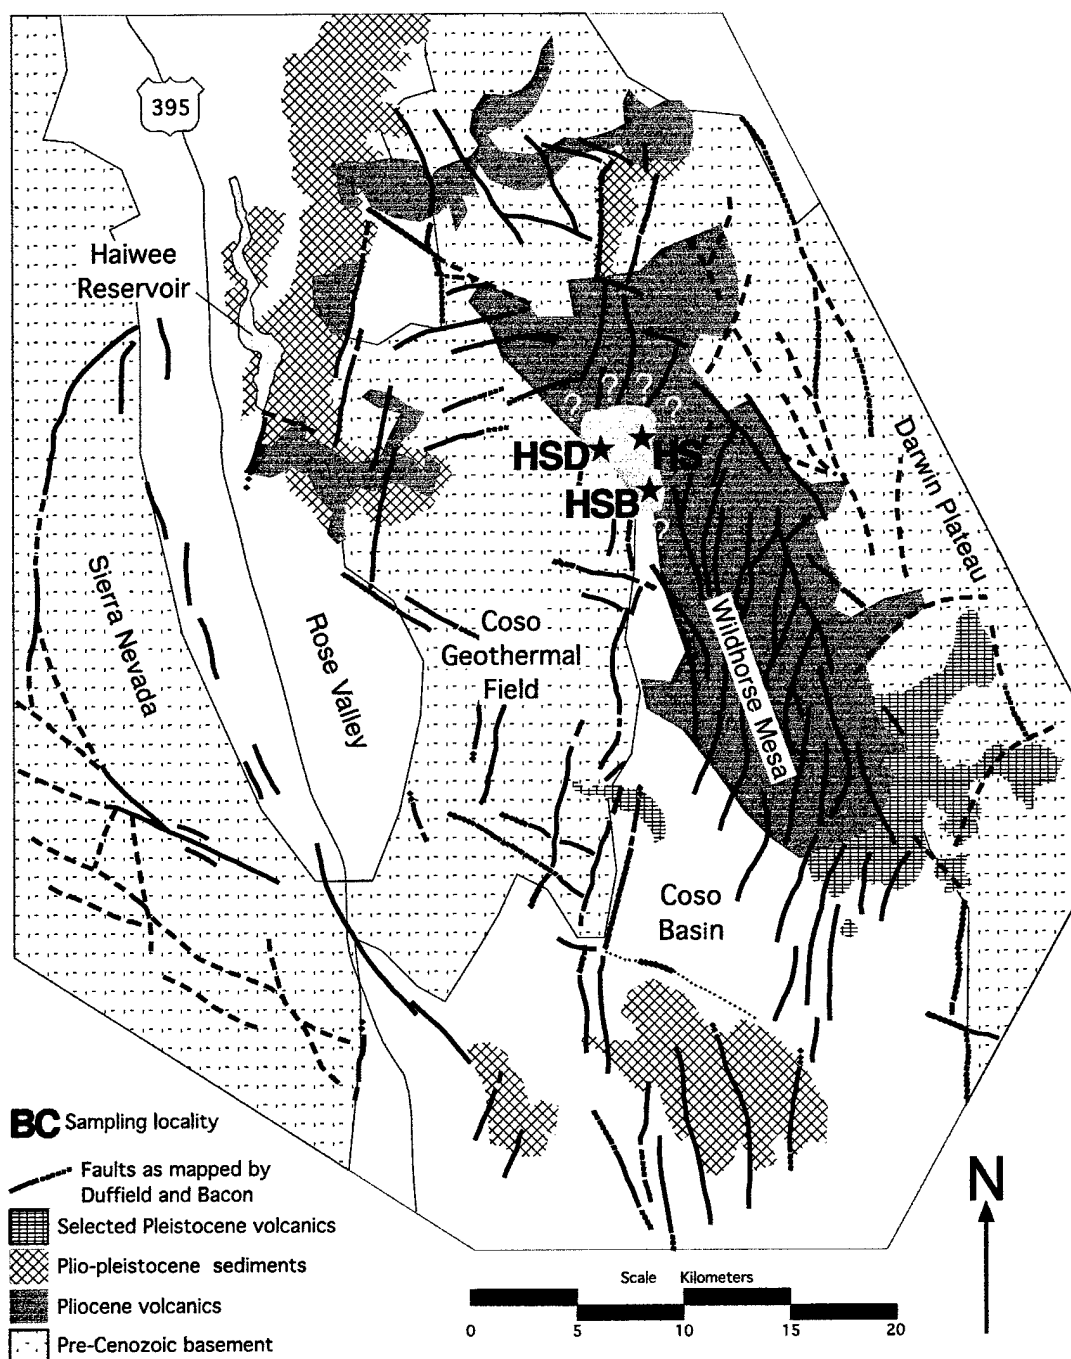 395
Haiwee
Reservoir
?
?
?
?
HSD
HS
HSB
?
Darwin Plateau
Sierra Nevada
Rose Valley
Coso
Geothermal
Field
Wildhorse Mesa
Coso
Basin
BC Sampling locality
Faults as mapped by
Duffield and Bacon
Selected Pleistocene volcanics
Plio-pleistocene sediments
Pliocene volcanics
Pre-Cenozoic basement
N
Scale Kilometers
0 5 10 15 20